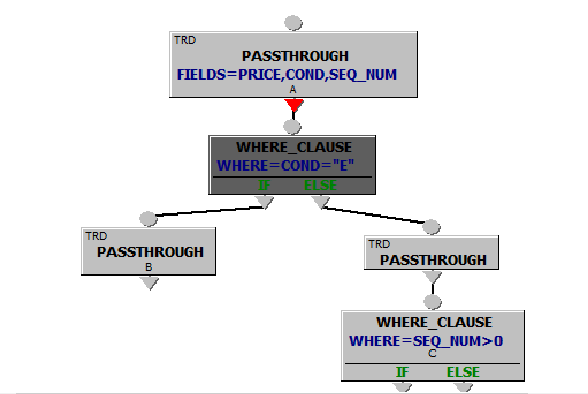 TRD
PASSTHROUGH
FIELDS=PRICE,COND,SEQ_NUM
A
WHERE_CLAUSE
WHERE=COND="E"
IF ELSE
TRD
PASSTHROUGH
B
TRD
PASSTHROUGH
WHERE_CLAUSE
WHERE=SEQ_NUM>0
C
IF ELSE